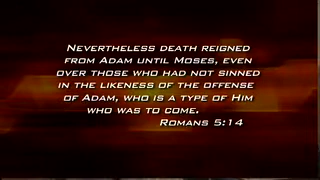 Nevertheless death reigned
from Adam until Moses, even
over those who had not sinned
in the likeness of the offense
of Adam, who is a type of Him
who was to come.
Romans 5:14